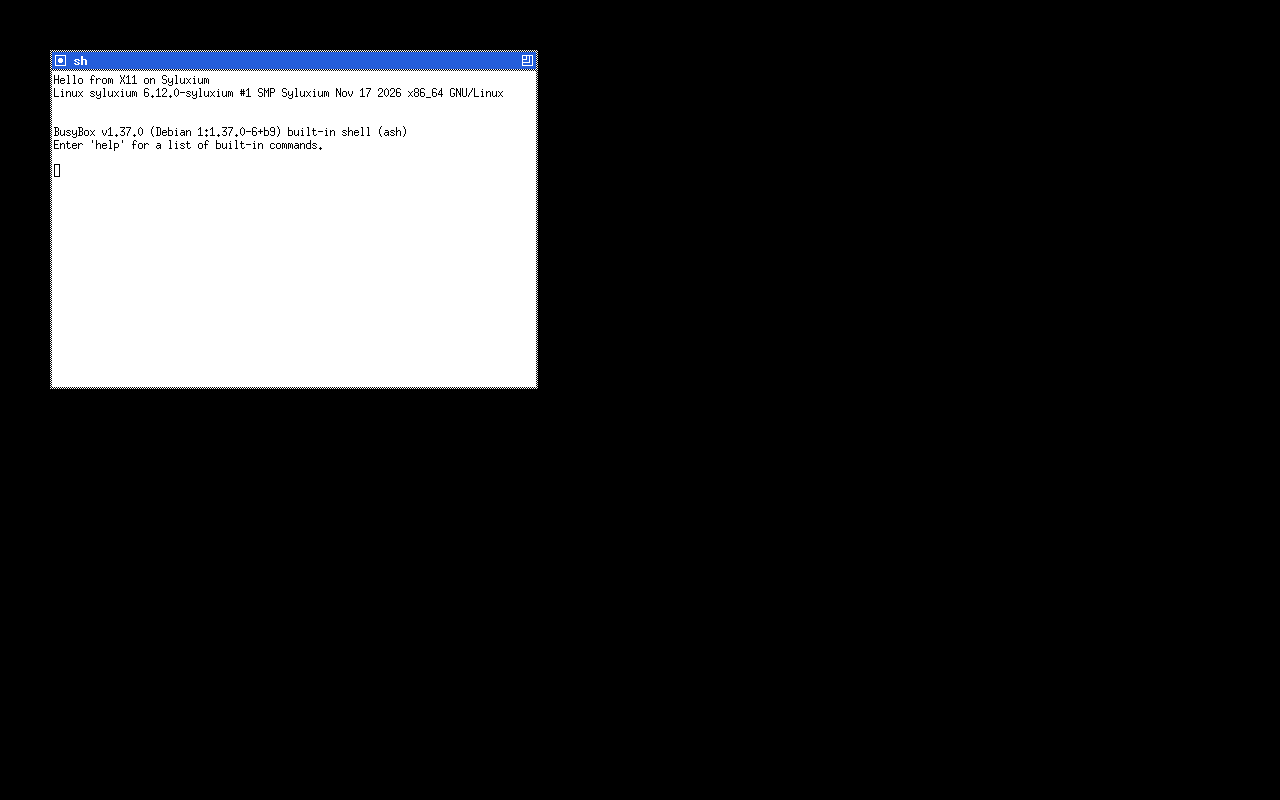 sh
Hello from X11 on Syluxium
Linux syluxium 6.12.0-syluxium #1 SMP Syluxium Nov 17 2026 x86_64 GNU/Linux
BusyBox v1.37.0 (Debian 1:1.37.0-6+b9) built-in shell (ash)
Enter 'help' for a list of built-in commands.